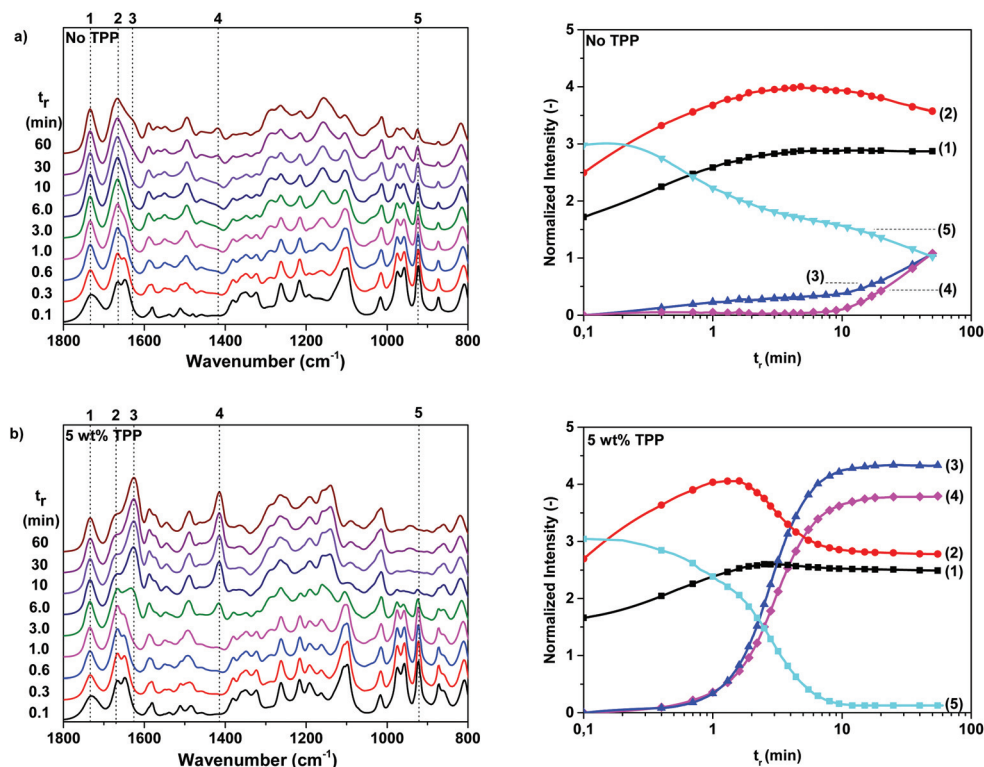 a)
1 2 3 4 5
No TPP
t_r
(min)
60
30
10
6.0
3.0
1.0
0.6
0.3
0.1
1800 1600 1400 1200 1000 800
Wavenumber (cm⁻¹)
No TPP
Normalized Intensity (-)
5
4
3
2
1
0
(2)
(1)
(5)
(3)
(4)
0,1 1 10 100
t_r (min)
b)
1 2 3 4 5
5 wt% TPP
t_r
(min)
60
30
10
6.0
3.0
1.0
0.6
0.3
0.1
1800 1600 1400 1200 1000 800
Wavenumber (cm⁻¹)
5 wt% TPP
Normalized Intensity (-)
5
4
3
2
1
0
(3)
(4)
(2)
(1)
(5)
0,1 1 10 100
t_r (min)